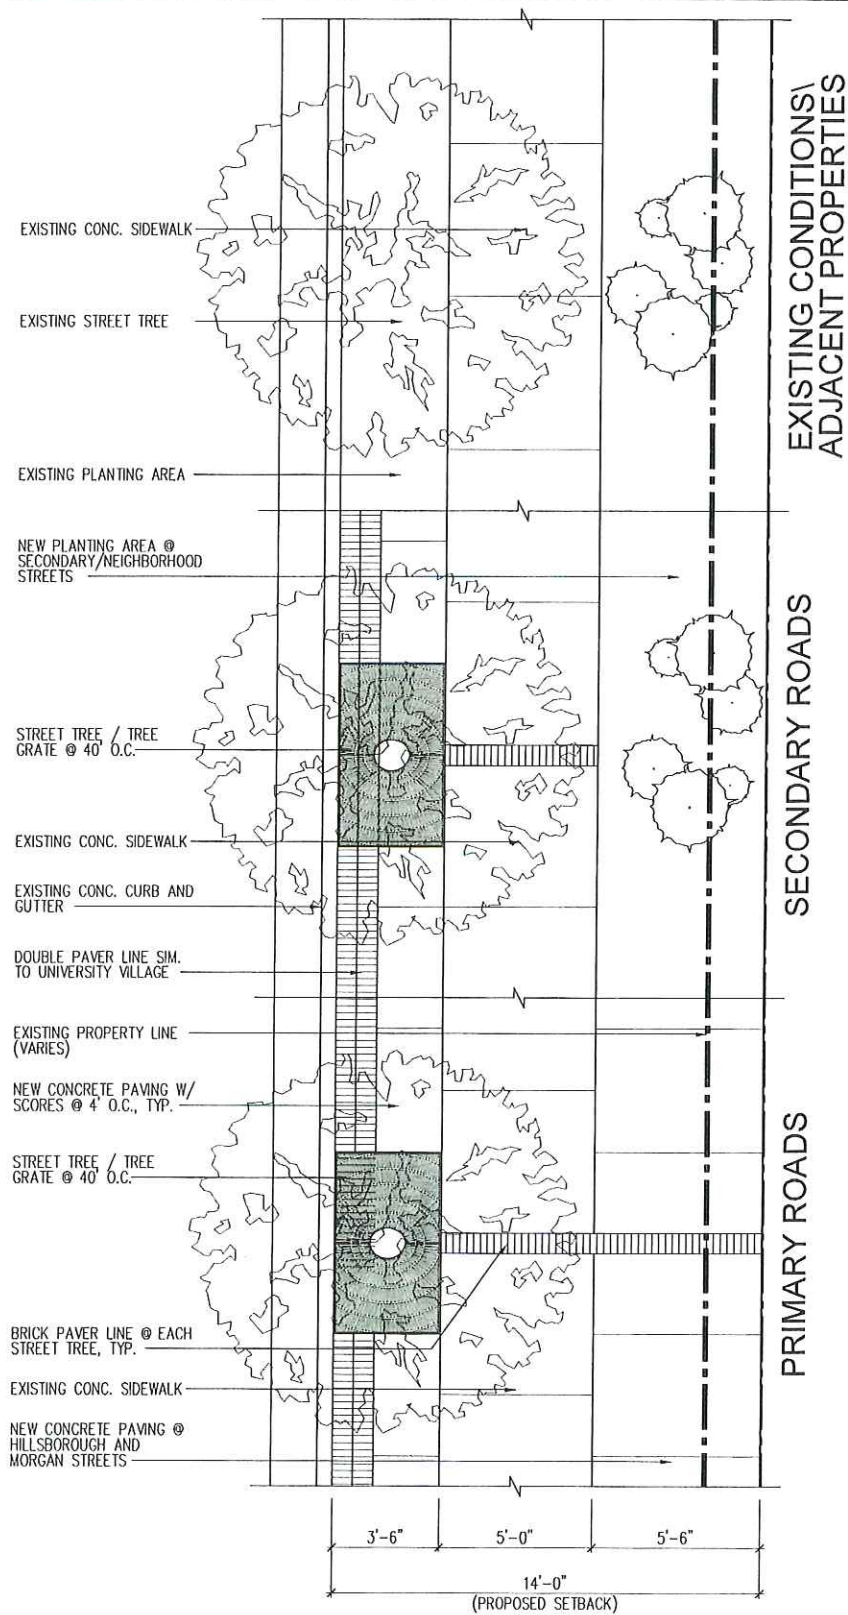 EXISTING CONDITIONS\
ADJACENT PROPERTIES
EXISTING CONC. SIDEWALK
EXISTING STREET TREE
EXISTING PLANTING AREA
SECONDARY ROADS
NEW PLANTING AREA @
SECONDARY/NEIGHBORHOOD
STREETS
STREET TREE / TREE
GRATE @ 40' O.C.
EXISTING CONC. SIDEWALK
EXISTING CONC. CURB AND
GUTTER
DOUBLE PAVER LINE SIM.
TO UNIVERSITY VILLAGE
EXISTING PROPERTY LINE
(VARIES)
PRIMARY ROADS
NEW CONCRETE PAVING W/
SCORES @ 4' O.C., TYP.
STREET TREE / TREE
GRATE @ 40' O.C.
BRICK PAVER LINE @ EACH
STREET TREE, TYP.
EXISTING CONC. SIDEWALK
NEW CONCRETE PAVING @
HILLSBOROUGH AND
MORGAN STREETS
3'-6" 5'-0" 5'-6"
14'-0"
(PROPOSED SETBACK)